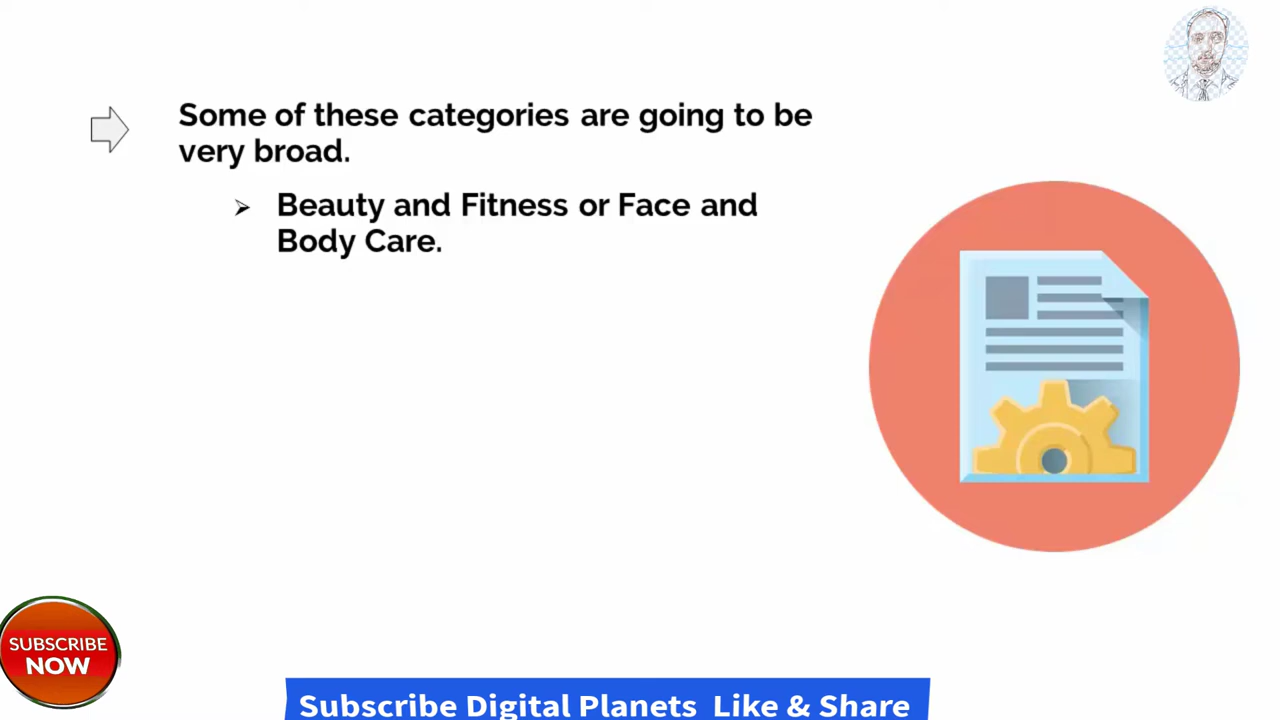 Some of these categories are going to be
very broad.
Beauty and Fitness or Face and
Body Care.
SUBSCRIBE
NOW
Subscribe Digital Planets Like & Share